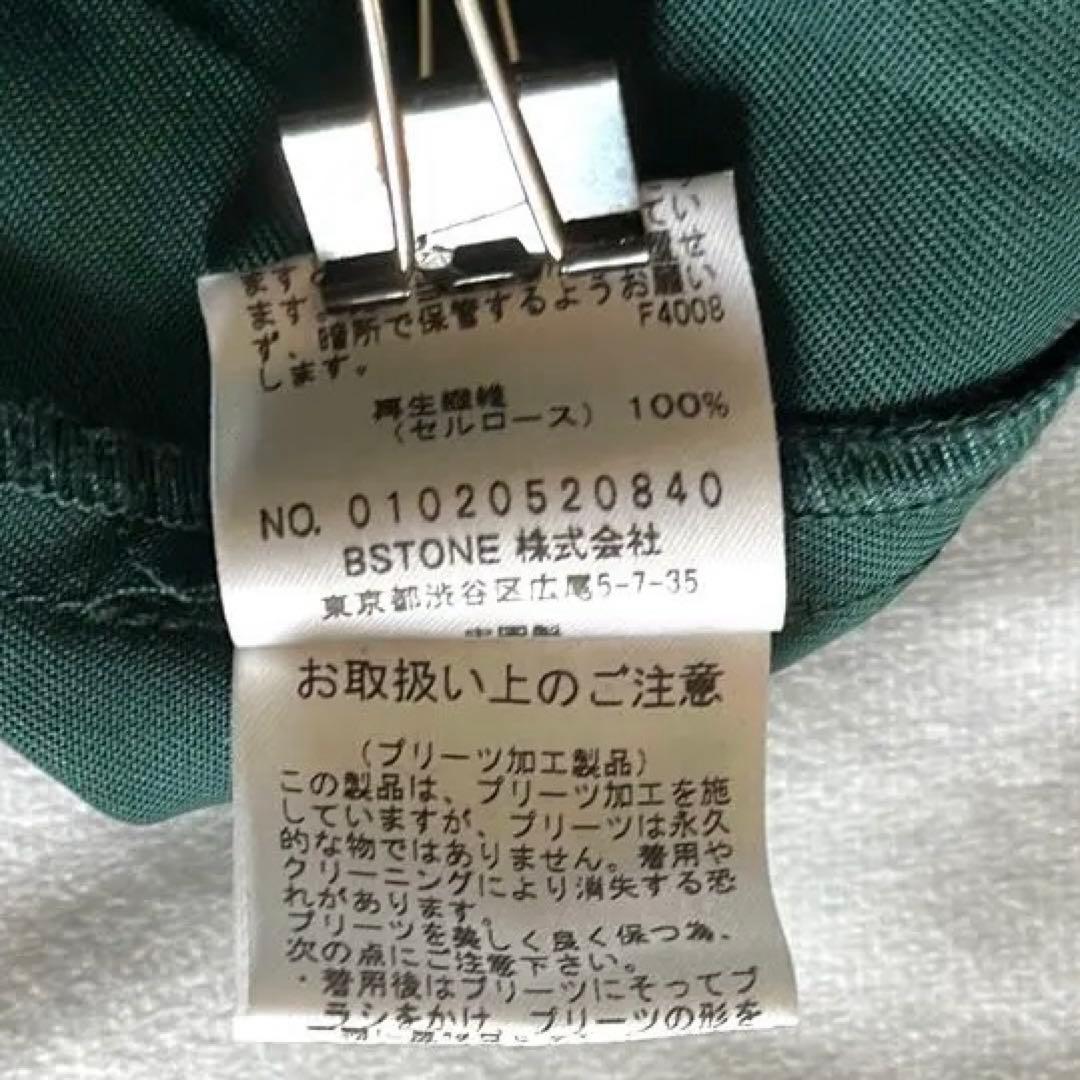 ず、暗所で保管するようお願い
します。
F4008
再生繊維
(セルロース) 100%
NO. 01020520840
BSTONE 株式会社
東京都渋谷区広尾5-7-35
お取扱い上のご注意
(プリーツ加工製品)
この製品は、プリーツ加工を施
していますが、プリーツは永久
的な物ではありません。着用や
クリーニングにより消失する恐
れがあります。
プリーツを美しく良く保つ為、
次の点にご注意下さい。
・着用後はプリーツにそってブ
ラシをかけ、プリーツの形を